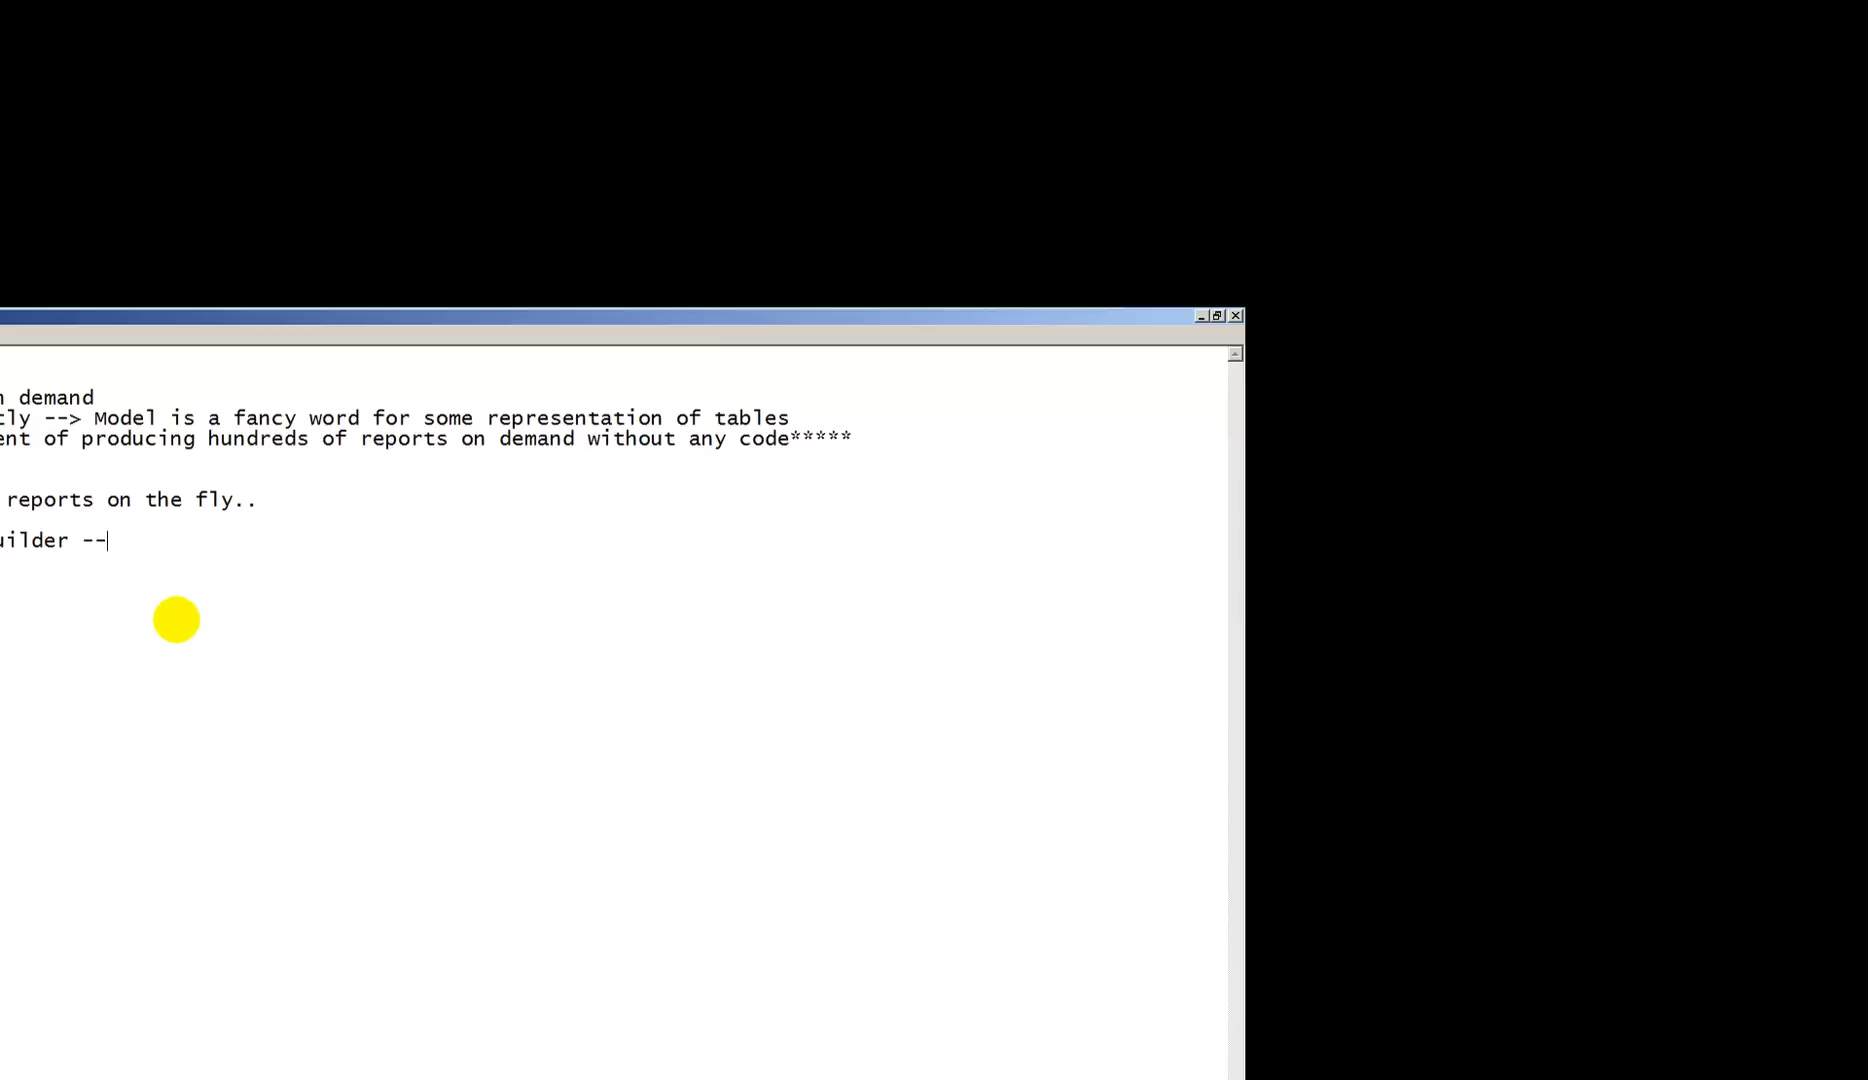 demand
--> Model is a fancy word for some representation of tables
of producing hundreds of reports on demand without any code*****
reports on the fly..
--